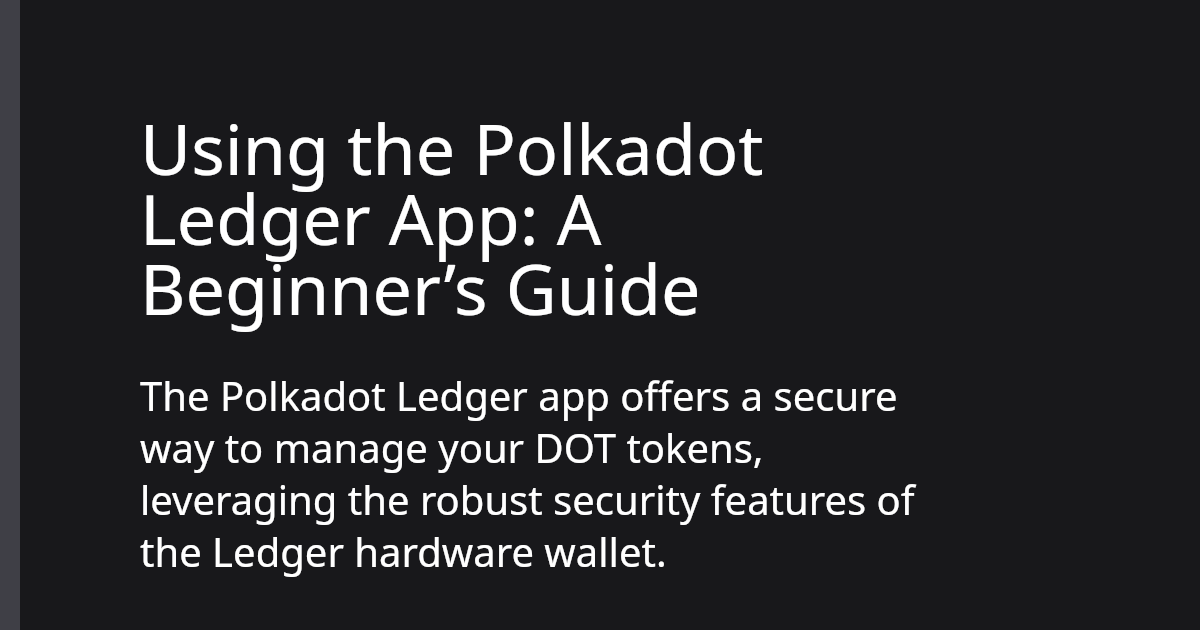 Using the Polkadot
Ledger App: A
Beginner’s Guide
The Polkadot Ledger app offers a secure
way to manage your DOT tokens,
leveraging the robust security features of
the Ledger hardware wallet.